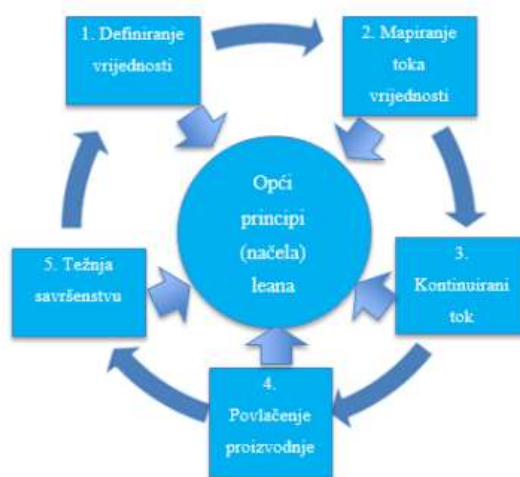 1. Definiranje
vrijednosti
2. Mapiranje
toka
vrijednosti
Opći
principi
(načela)
leana
3.
Kontinuirani
tok
4.
Povlačenje
proizvodnje
5. Težnja
savršenstvu